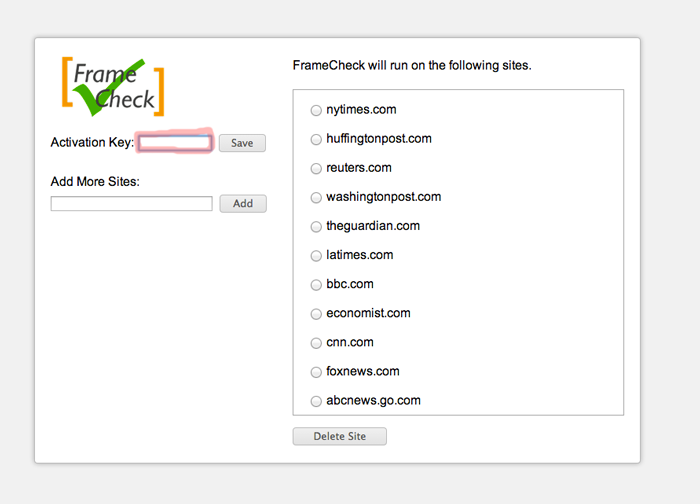 Frame
Check
FrameCheck will run on the following sites.
Activation Key:
Save
Add More Sites:
Add
nytimes.com
huffingtonpost.com
reuters.com
washingtonpost.com
theguardian.com
latimes.com
bbc.com
economist.com
cnn.com
foxnews.com
abcnews.go.com
Delete Site